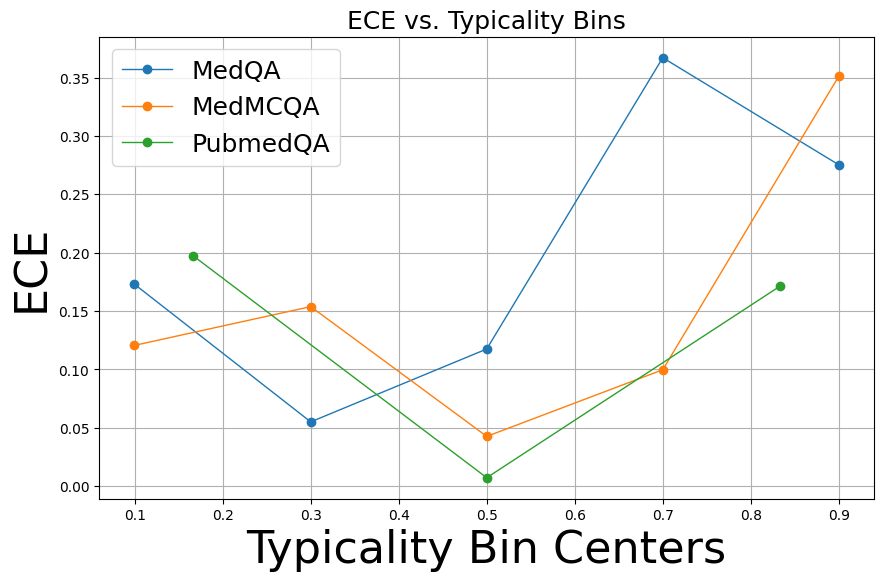 ECE vs. Typicality Bins
MedQA
MedMCQA
PubmedQA
ECE
0.35
0.30
0.25
0.20
0.15
0.10
0.05
0.00
0.1 0.2 0.3 0.4 0.5 0.6 0.7 0.8 0.9
Typicality Bin Centers